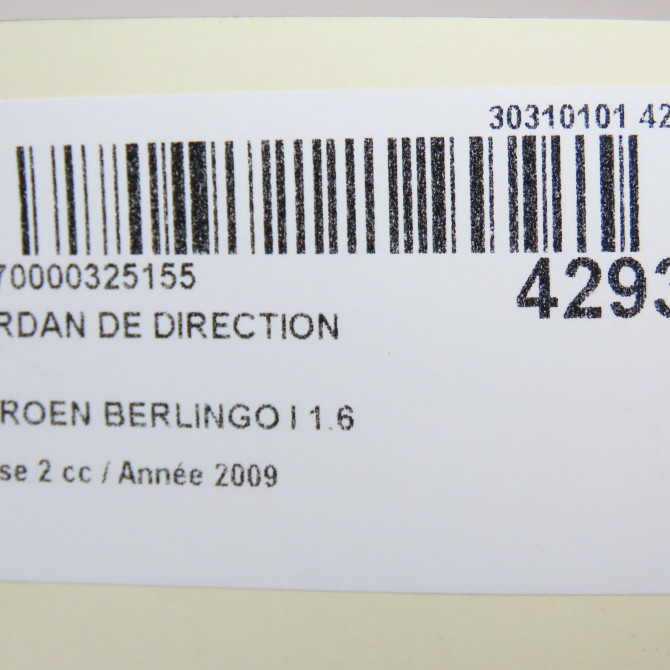 30310101 42
70000325155
4293
RDAN DE DIRECTION
ROEN BERLINGO I 1.6
se 2 cc / Année 2009